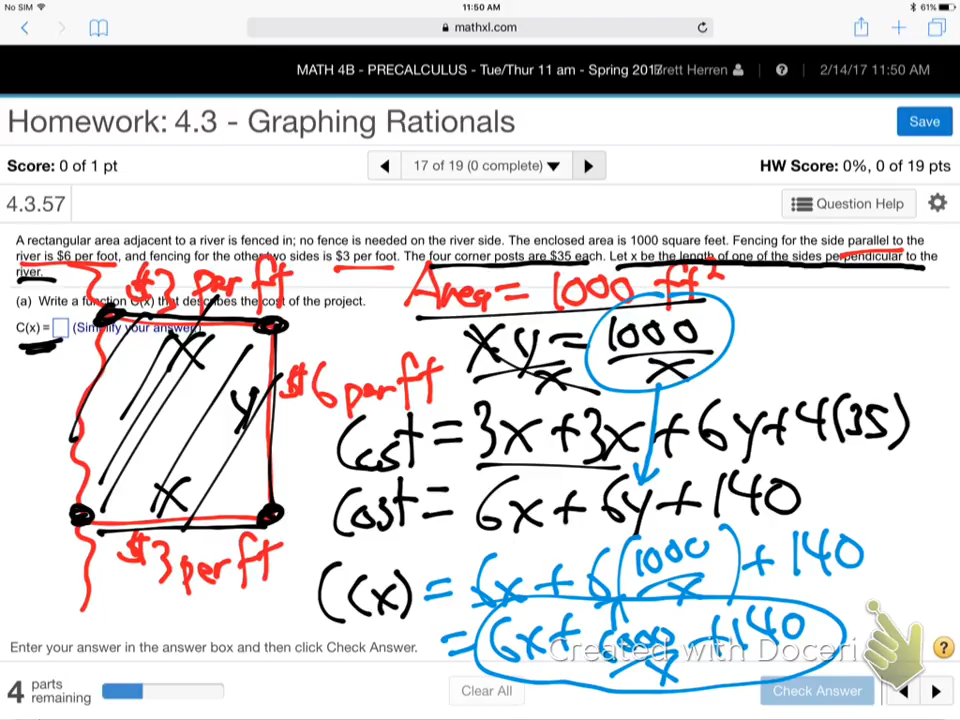 No SIM 11:50 AM 61%
mathxl.com
MATH 4B - PRECALCULUS - Tue/Thur 11 am - Spring 2017 Brett Herren ? 2/14/17 11:50 AM
Homework: 4.3 - Graphing Rationals Save
Score: 0 of 1 pt 17 of 19 (0 complete) HW Score: 0%, 0 of 19 pts
4.3.57 Question Help
A rectangular area adjacent to a river is fenced in; no fence is needed on the river side. The enclosed area is 1000 square feet. Fencing for the side parallel to the
river is $6 per foot, and fencing for the other two sides is $3 per foot. The four corner posts are $35 each. Let x be the length of one of the sides perpendicular to the
river.
$3 per ft Area = 1000 ft²
(a) Write a function C(x) that describes the cost of the project.
C(x) = (Simplify your answer.)
x xy/x = 1000/x
$6 per ft
y
Cost = 3x + 3x + 6y + 4(35)
x Cost = 6x + 6y + 140
$3 per ft
C(x) = 6x + 6(1000/x) + 140
= 6x + 6000/x + 140
Created with Doceri
Enter your answer in the answer box and then click Check Answer. ?
4 parts remaining Clear All Check Answer